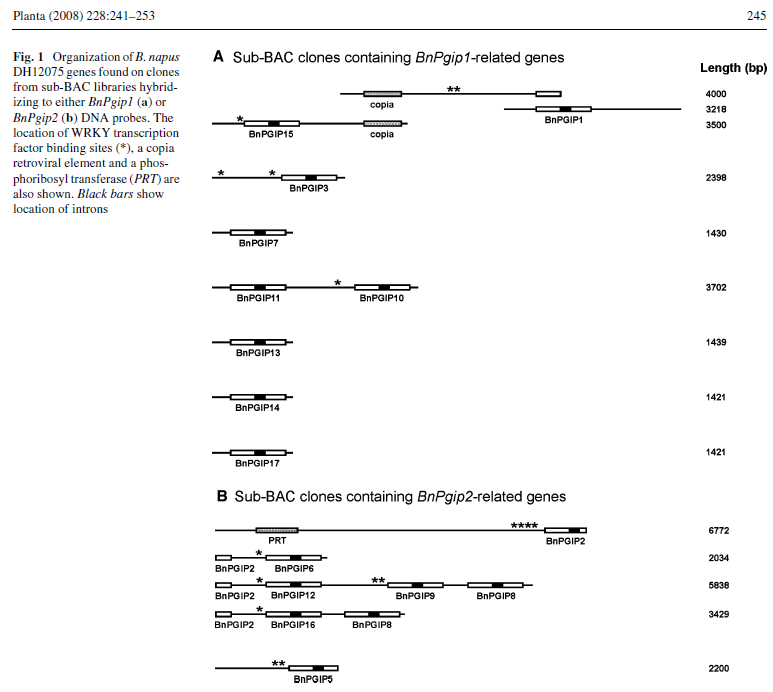 Planta (2008) 228:241–253 245
Fig. 1 Organization of B. napus
DH12075 genes found on clones
from sub-BAC libraries hybrid-
izing to either BnPgip1 (a) or
BnPgip2 (b) DNA probes. The
location of WRKY transcription
factor binding sites (*), a copia
retroviral element and a phos-
phoribosyl transferase (PRT) are
also shown. Black bars show
location of introns
A Sub-BAC clones containing BnPgip1-related genes
Length (bp)
** 4000
copia
3218
BnPGIP1
* 3500
BnPGIP15 copia
* * 2398
BnPGIP3
1430
BnPGIP7
* 3702
BnPGIP11 BnPGIP10
1439
BnPGIP13
1421
BnPGIP14
1421
BnPGIP17
B Sub-BAC clones containing BnPgip2-related genes
**** 6772
PRT BnPGIP2
* 2034
BnPGIP2 BnPGIP6
* ** 5838
BnPGIP2 BnPGIP12 BnPGIP9 BnPGIP8
* 3429
BnPGIP2 BnPGIP16 BnPGIP8
** 2200
BnPGIP5